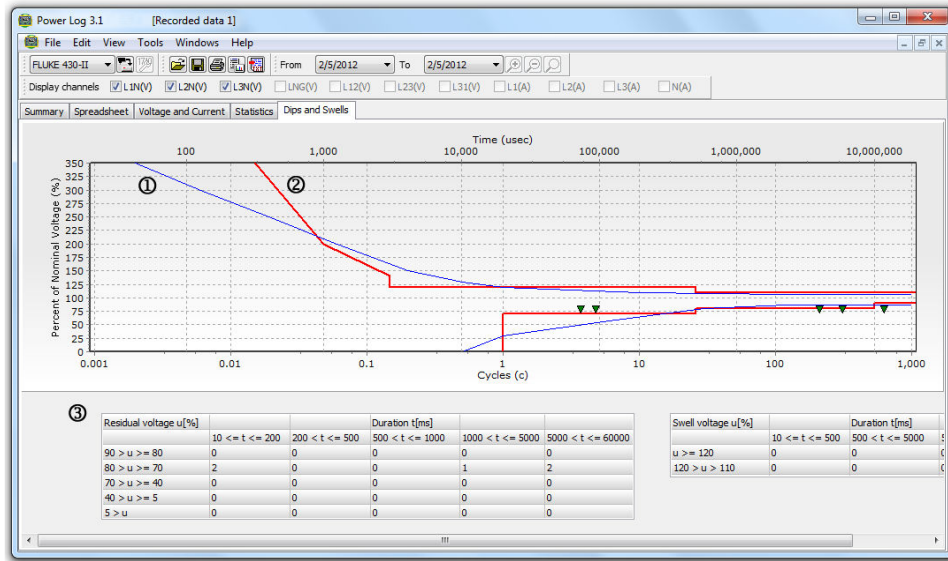 Power Log 3.1 [Recorded data 1]
File Edit View Tools Windows Help
FLUKE 430-II From 2/5/2012 To 2/5/2012
Display channels L1N(V) L2N(V) L3N(V) LNG(V) L12(V) L23(V) L31(V) L1(A) L2(A) L3(A) N(A)
Summary Spreadsheet Voltage and Current Statistics Dips and Swells
Time (usec)
100 1,000 10,000 100,000 1,000,000 10,000,000
Percent of Nominal Voltage (%)
350
325
300
275
250
225
200
175
150
125
100
75
50
25
0
① ②
0.001 0.01 0.1 1 10 100 1,000
Cycles (c)
③
Residual voltage u[%] Duration t[ms]
10 <= t <= 200 200 < t <= 500 500 < t <= 1000 1000 < t <= 5000 5000 < t <= 60000
90 > u >= 80 0 0 0 0 0
80 > u >= 70 2 0 0 1 2
70 > u >= 40 0 0 0 0 0
40 > u >= 5 0 0 0 0 0
5 > u 0 0 0 0 0
Swell voltage u[%] Duration t[ms]
10 <= t <= 500 500 < t <= 5000
u >= 120 0 0
120 > u > 110 0 0